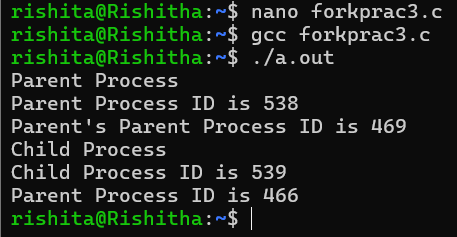 rishita@Rishitha:~$ nano forkprac3.c
rishita@Rishitha:~$ gcc forkprac3.c
rishita@Rishitha:~$ ./a.out
Parent Process
Parent Process ID is 538
Parent's Parent Process ID is 469
Child Process
Child Process ID is 539
Parent Process ID is 466
rishita@Rishitha:~$